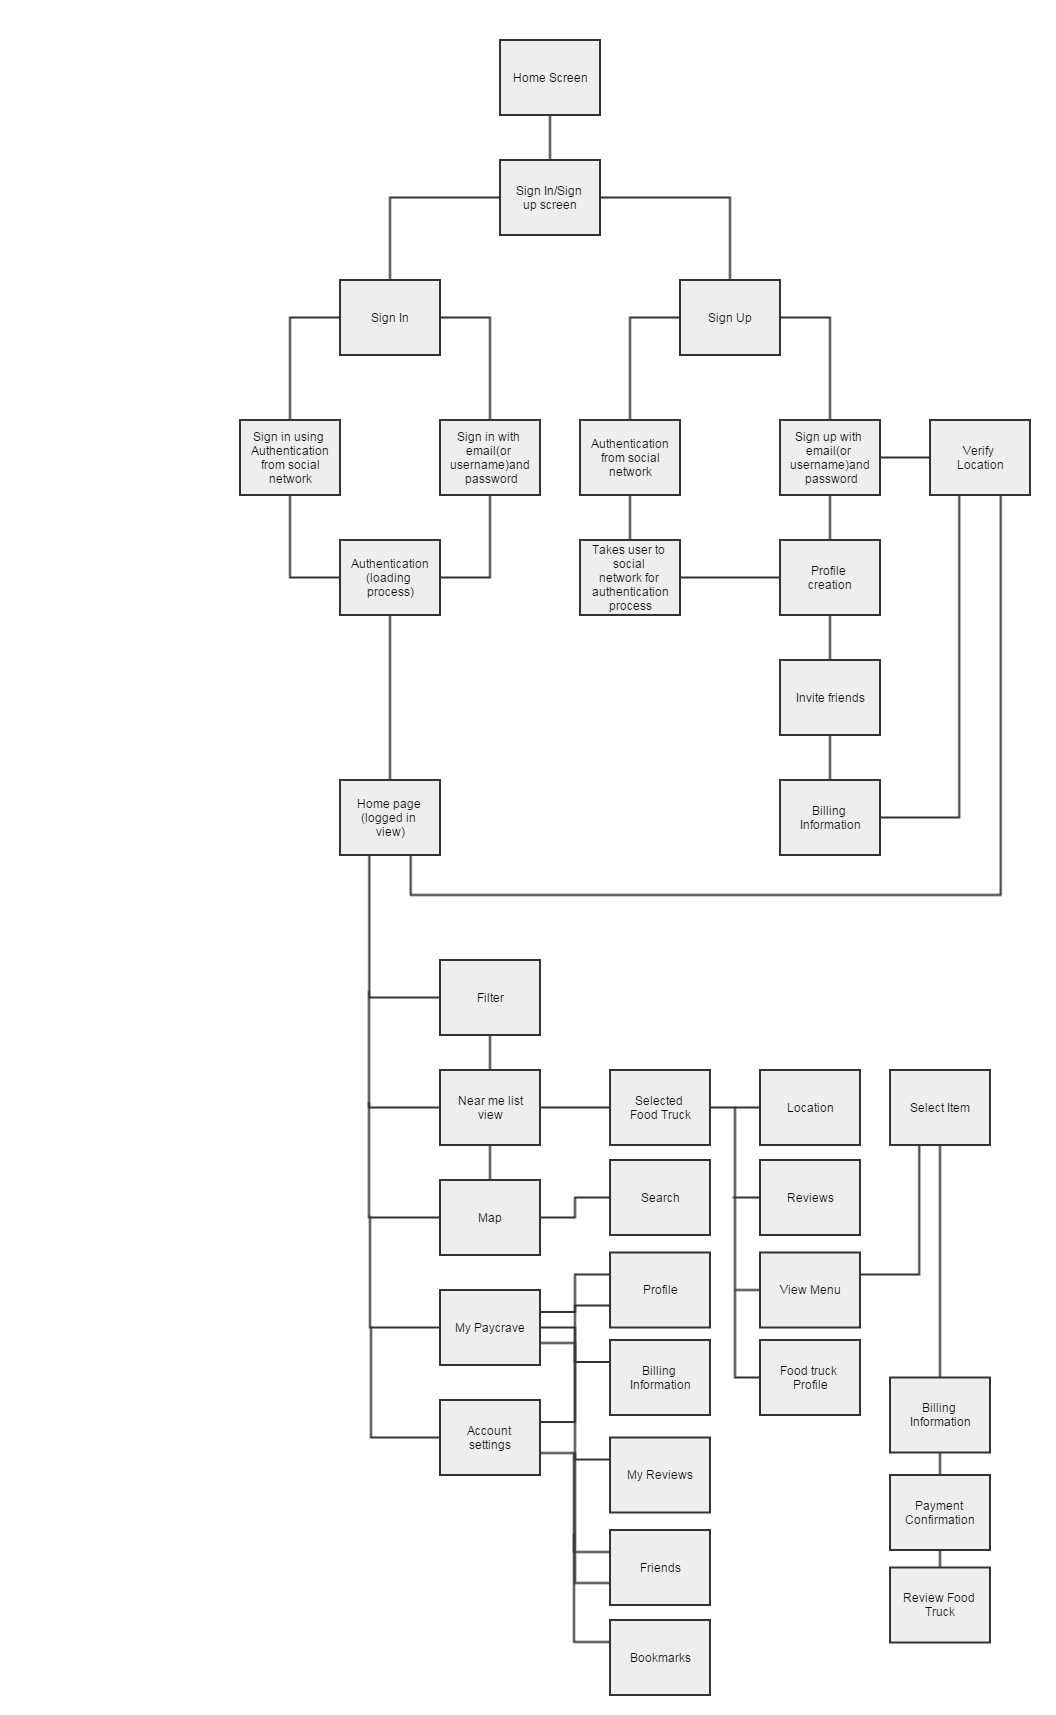 Home Screen
Sign In/Sign
up screen
Sign In
Sign Up
Sign in using
Authentication
from social
network
Sign in with
email(or
username)and
password
Authentication
from social
network
Sign up with
email(or
username)and
password
Verify
Location
Authentication
(loading
process)
Takes user to
social
network for
authentication
process
Profile
creation
Invite friends
Home page
(logged in
view)
Billing
Information
Filter
Near me list
view
Selected
Food Truck
Location
Select Item
Map
Search
Reviews
My Paycrave
Profile
View Menu
Billing
Information
Food truck
Profile
Account
settings
Billing
Information
My Reviews
Payment
Confirmation
Friends
Review Food
Truck
Bookmarks